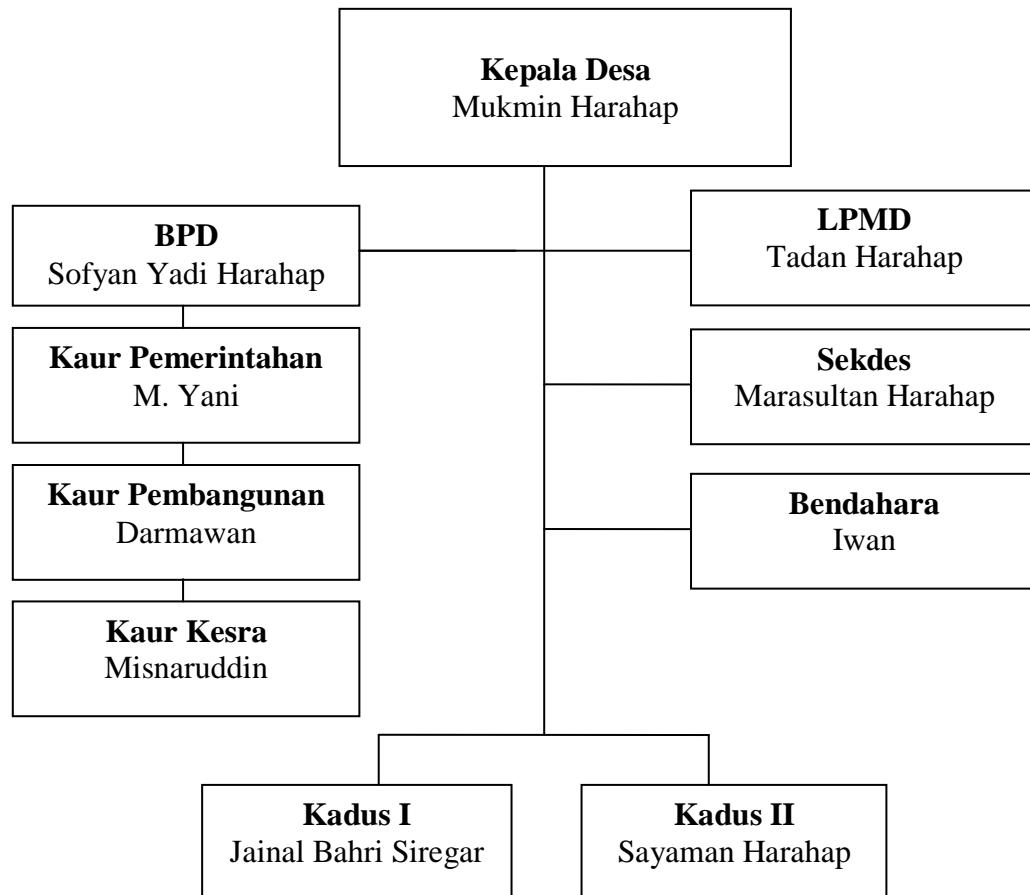 Kepala Desa
Mukmin Harahap
BPD
Sofyan Yadi Harahap
LPMD
Tadan Harahap
Kaur Pemerintahan
M. Yani
Sekdes
Marasultan Harahap
Kaur Pembangunan
Darmawan
Bendahara
Iwan
Kaur Kesra
Misnaruddin
Kadus I
Jainal Bahri Siregar
Kadus II
Sayaman Harahap